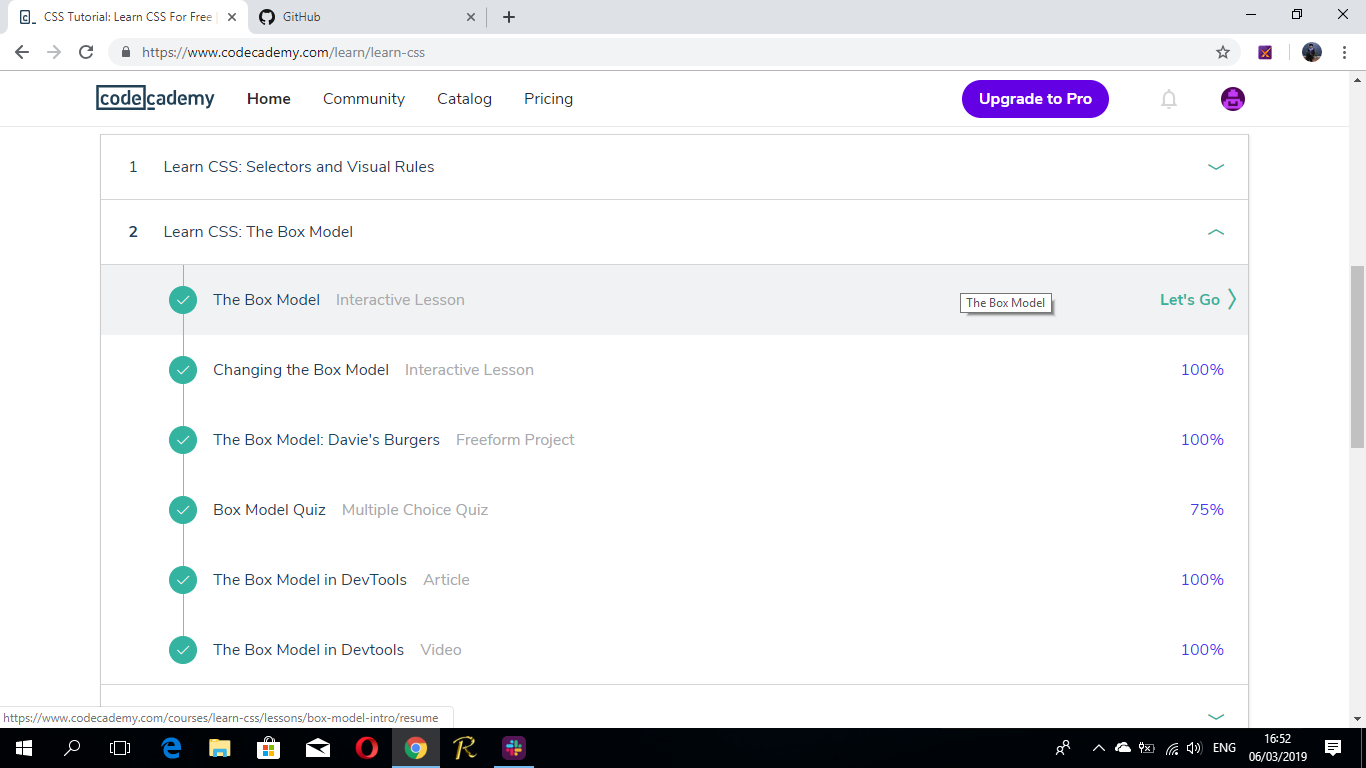 CSS Tutorial: Learn CSS For Free
GitHub
https://www.codecademy.com/learn/learn-css
codecademy Home Community Catalog Pricing Upgrade to Pro
1 Learn CSS: Selectors and Visual Rules
2 Learn CSS: The Box Model
The Box Model Interactive Lesson The Box Model Let's Go
Changing the Box Model Interactive Lesson 100%
The Box Model: Davie's Burgers Freeform Project 100%
Box Model Quiz Multiple Choice Quiz 75%
The Box Model in DevTools Article 100%
The Box Model in Devtools Video 100%
https://www.codecademy.com/courses/learn-css/lessons/box-model-intro/resume
ENG
16:52
06/03/2019